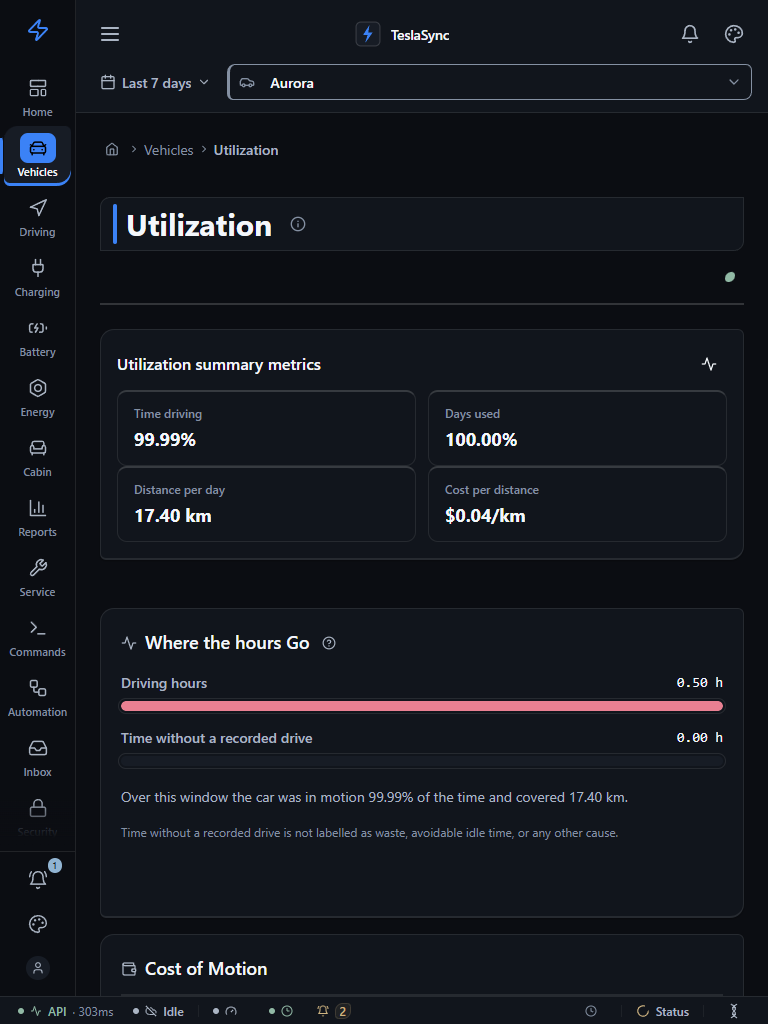 TeslaSync
Last 7 days
Aurora
Home
Vehicles
Driving
Charging
Battery
Energy
Cabin
Reports
Service
Commands
Automation
Inbox
Security
1
Vehicles
Utilization
Utilization
Utilization summary metrics
Time driving
99.99%
Days used
100.00%
Distance per day
17.40 km
Cost per distance
$0.04/km
Where the hours Go
Driving hours
0.50 h
Time without a recorded drive
0.00 h
Over this window the car was in motion 99.99% of the time and covered 17.40 km.
Time without a recorded drive is not labelled as waste, avoidable idle time, or any other cause.
Cost of Motion
API · 303ms
Idle
2
Status